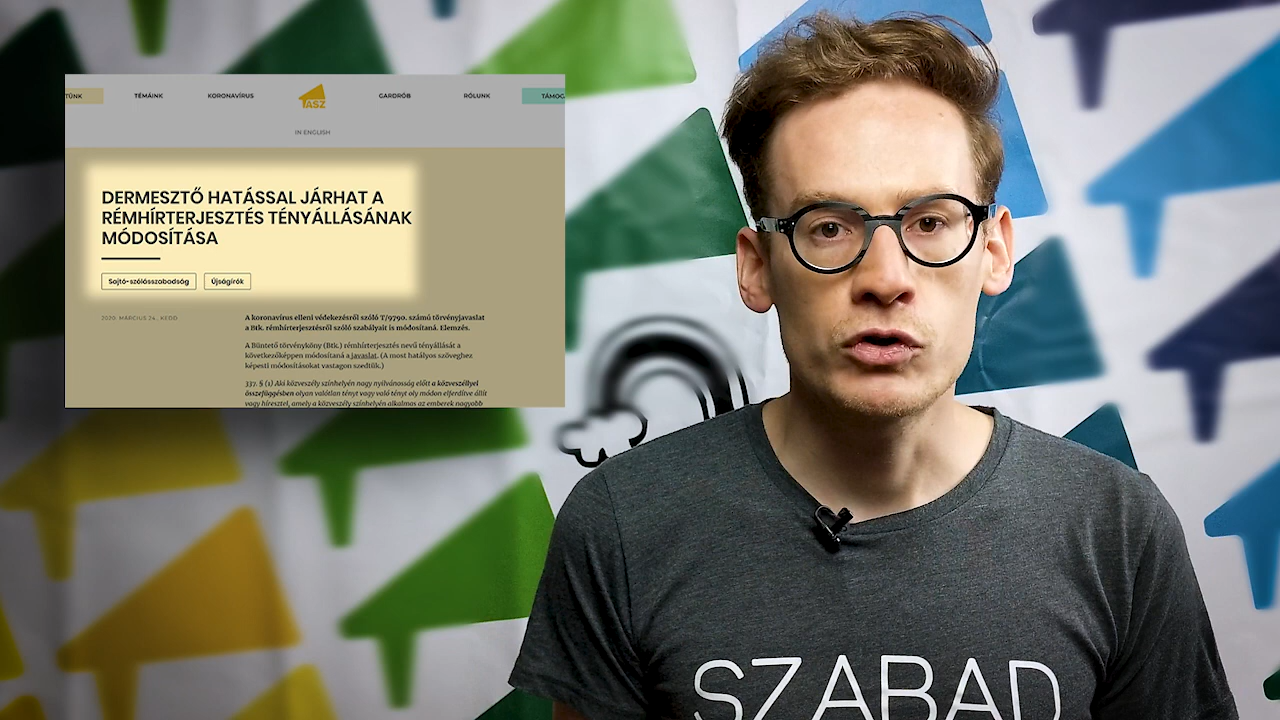 TÜNK
TÉMÁINK
KORONAVÍRUS
TASZ
GARDRÓB
RÓLUNK
TÁMOG
IN ENGLISH
DERMESZTŐ HATÁSSAL JÁRHAT A
RÉMHÍRTERJESZTÉS TÉNYÁLLÁSÁNAK
MÓDOSÍTÁSA
Sajtó-szólásszabadság
Újságírók
2020. MÁRCIUS 24., KEDD
A koronavírus elleni védekezésről szóló T/9790. számú törvényjavaslat
a Btk. rémhírterjesztésről szóló szabályait is módosítaná. Elemzés.
A Büntető törvénykönyv (Btk.) rémhírterjesztés nevű tényállását a
következőképpen módosítaná a javaslat. (A most hatályos szöveghez
képesti módosításokat vastagon szedtük.)
337. § (1) Aki közveszély színhelyén nagy nyilvánosság előtt a közveszéllyel
összefüggésben olyan valótlan tényt vagy való tényt oly módon elferdítve állít
vagy híresztel, amely a közveszély színhelyén alkalmas az emberek nagyobb
SZABAD